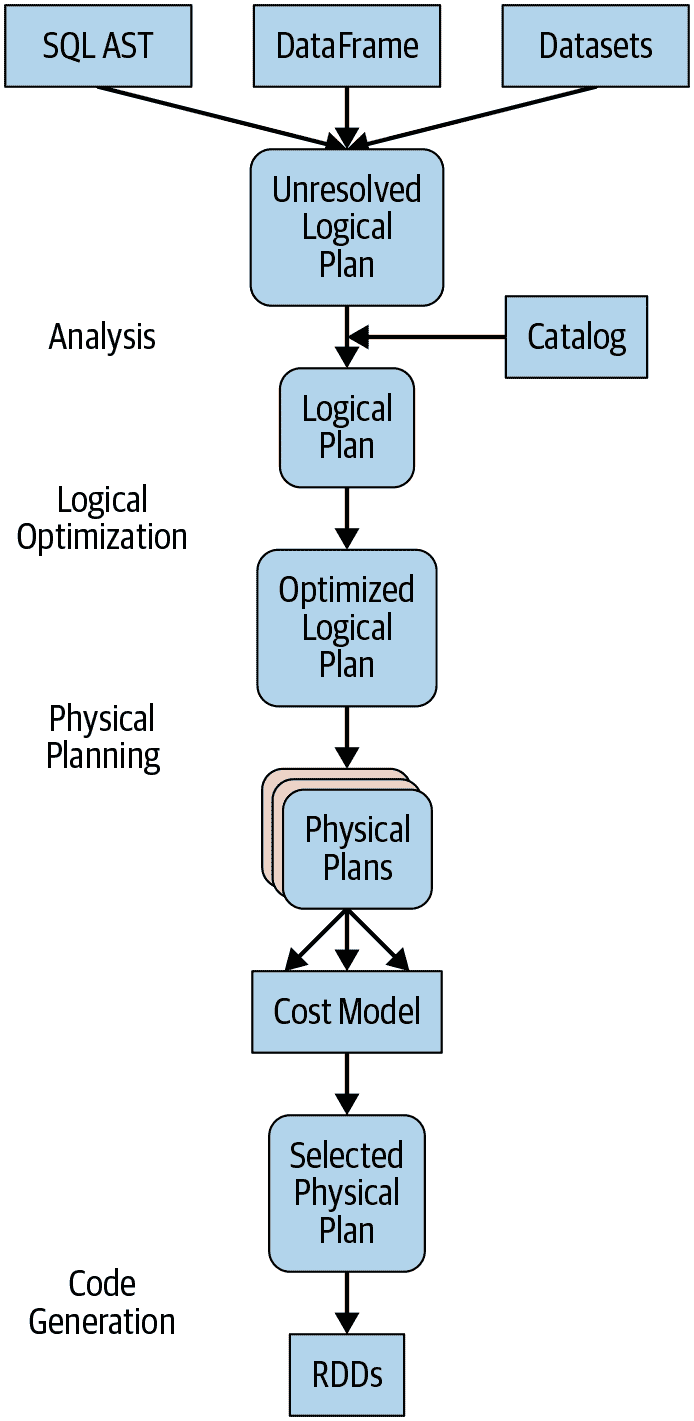 SQL AST
DataFrame
Datasets
Unresolved
Logical
Plan
Analysis
Catalog
Logical
Plan
Logical
Optimization
Optimized
Logical
Plan
Physical
Planning
Physical
Plans
Cost Model
Selected
Physical
Plan
Code
Generation
RDDs